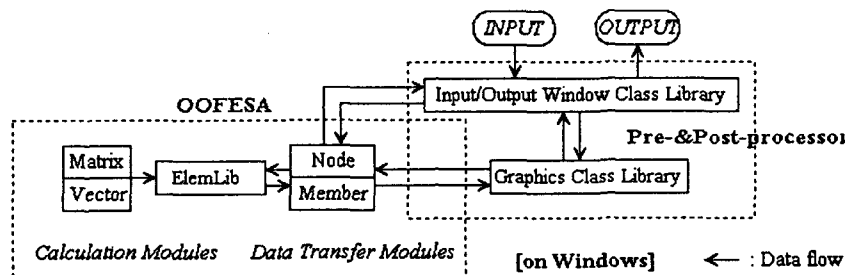 INPUT
OUTPUT
Input/Output Window Class Library
OOFESA
Pre-&Post-processor
Matrix
Vector
ElemLib
Node
Member
Graphics Class Library
Calculation Modules
Data Transfer Modules
[on Windows]
: Data flow